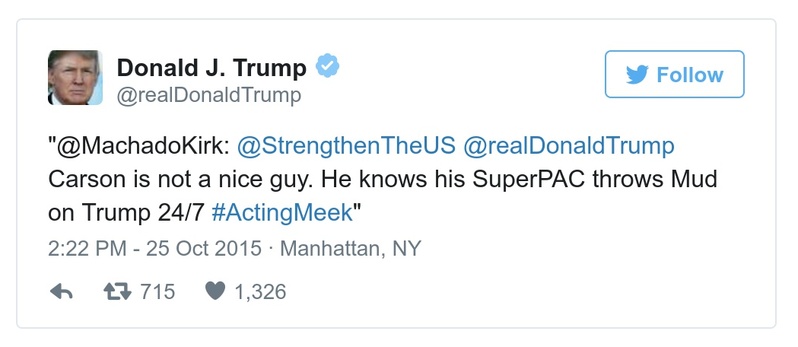 Donald J. Trump
@realDonaldTrump
Follow
"@MachadoKirk: @StrengthenTheUS @realDonaldTrump
Carson is not a nice guy. He knows his SuperPAC throws Mud
on Trump 24/7 #ActingMeek"
2:22 PM - 25 Oct 2015 · Manhattan, NY
715 1,326